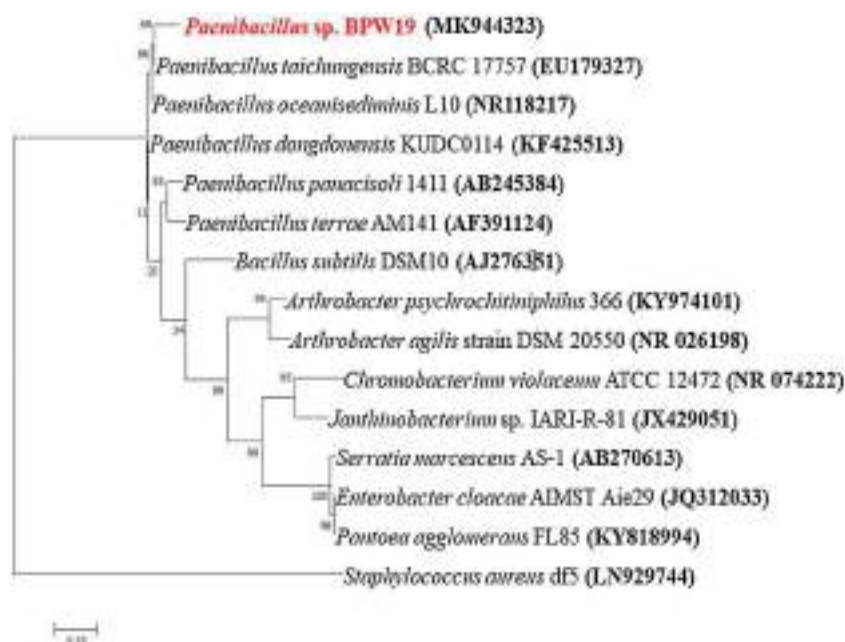 Paenibacillus sp. BPW19 (MK944323)
Paenibacillus taichungensis BCRC 17757 (EU179327)
Paenibacillus oceanisediminis L10 (NR118217)
Paenibacillus dongdonensis KUDC0114 (KF425513)
Paenibacillus panacisoli 1411 (AB245384)
Paenibacillus terrae AM141 (AF391124)
Bacillus subtilis DSM10 (AJ276351)
Arthrobacter psychrochitiniphilus 366 (KY974101)
Arthrobacter agilis strain DSM 20550 (NR 026198)
Chromobacterium violaceum ATCC 12472 (NR 074222)
Janthinobacterium sp. IARI-R-81 (JX429051)
Serratia marcescens AS-1 (AB270613)
Enterobacter cloacae AIMST Aie29 (JQ312033)
Pantoea agglomerans FL85 (KY818994)
Staphylococcus aureus df5 (LN929744)